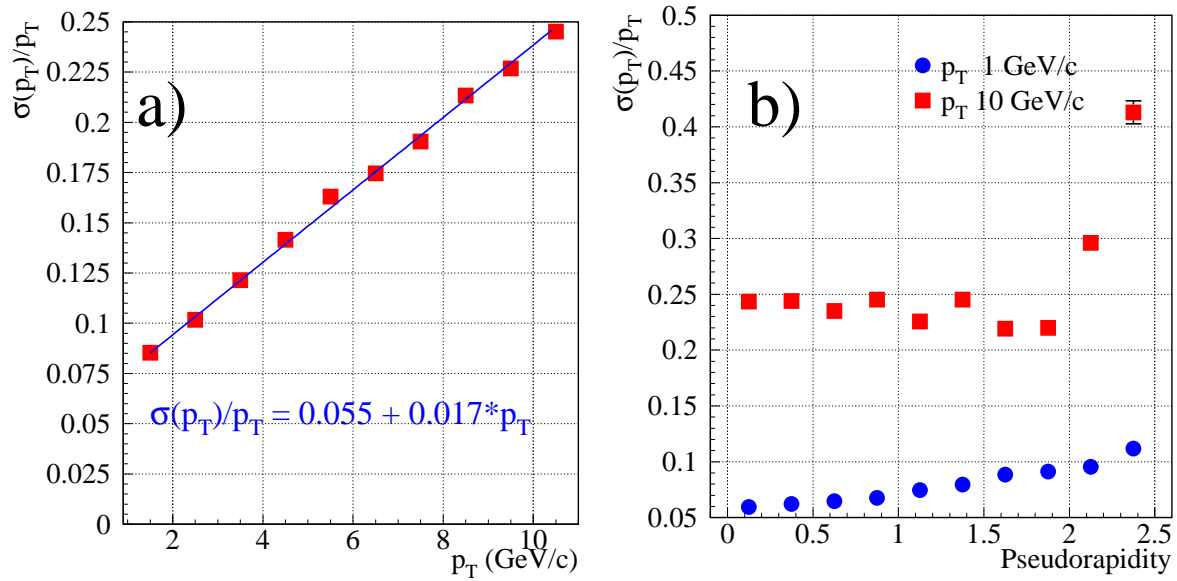 σ(p_T)/p_T
0.25
0.225
0.2
0.175
0.15
0.125
0.1
0.075
0.05
0.025
0
a)
σ(p_T)/p_T = 0.055 + 0.017*p_T
2 4 6 8 10
p_T (GeV/c)
σ(p_T)/p_T
0.5
0.45
0.4
0.35
0.3
0.25
0.2
0.15
0.1
0.05
b)
p_T 1 GeV/c
p_T 10 GeV/c
0 0.5 1 1.5 2 2.5
Pseudorapidity